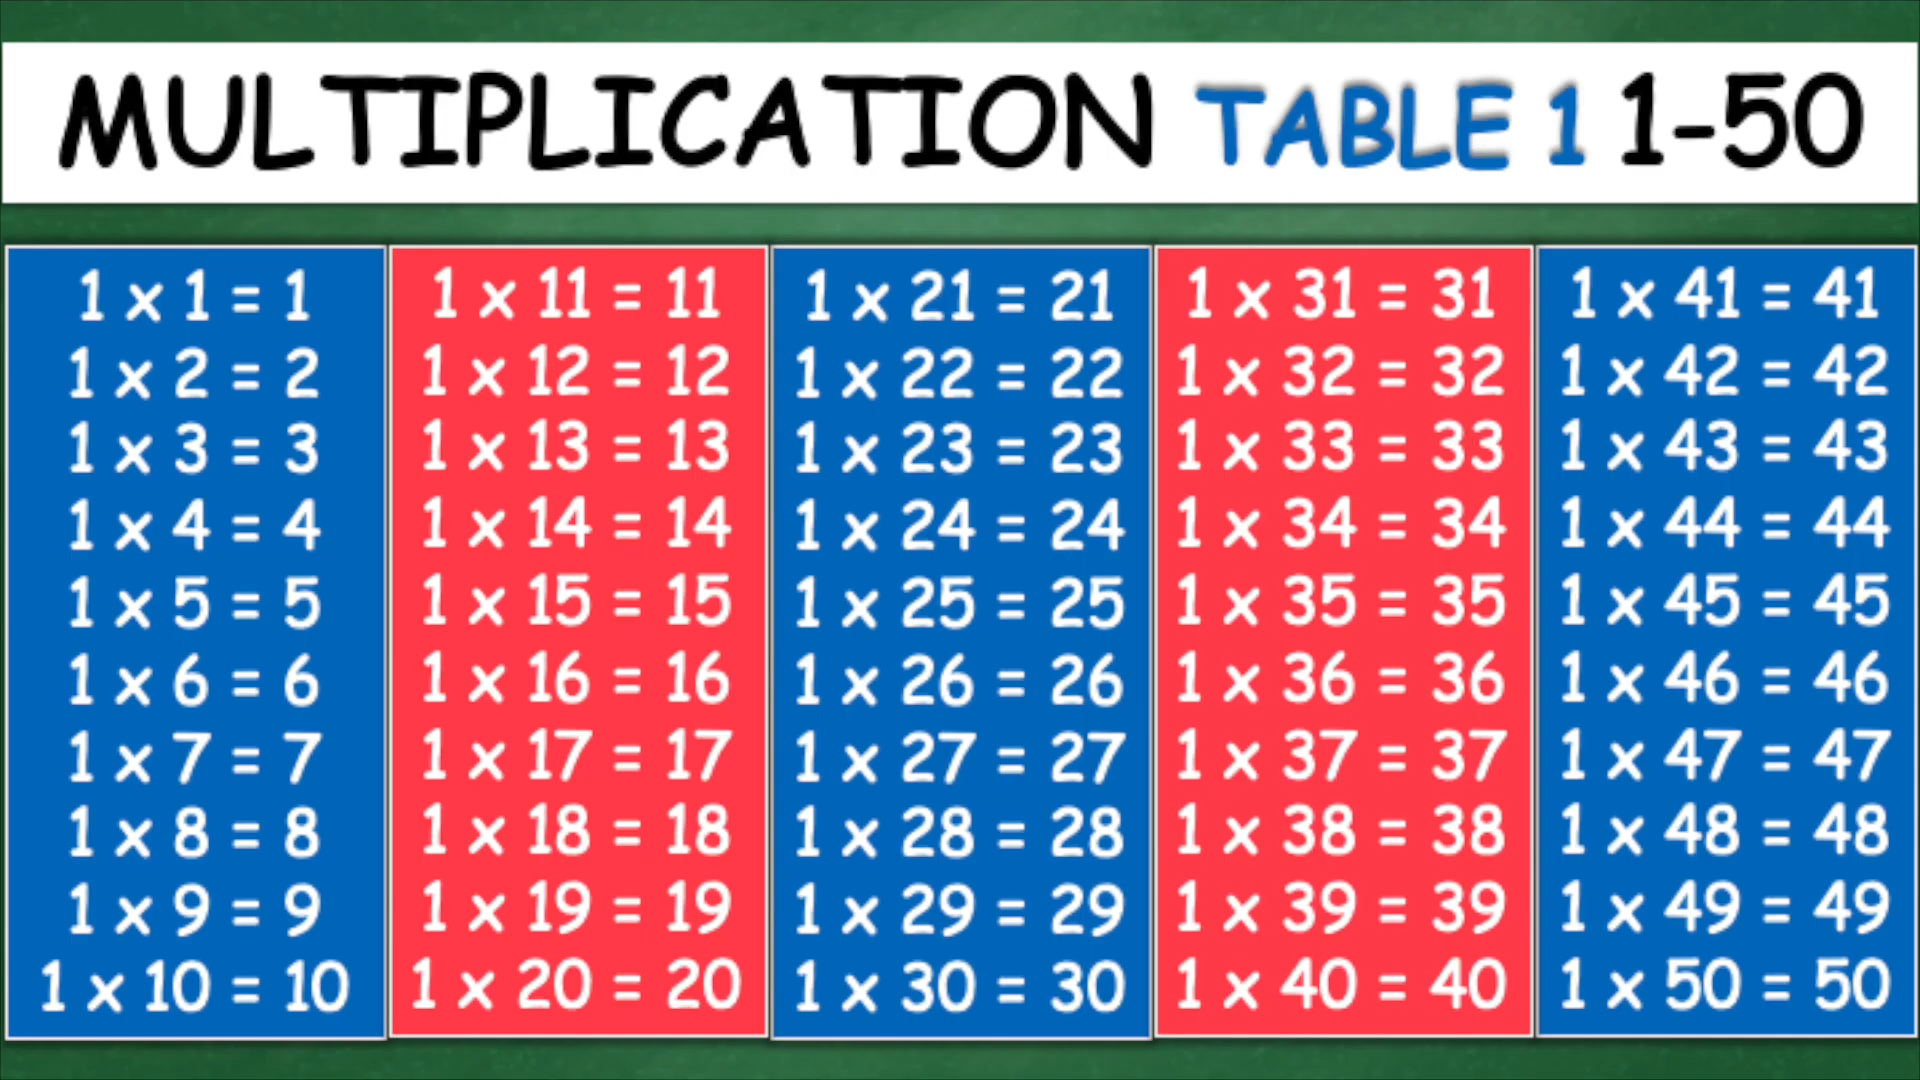 MULTIPLICATION TABLE 1 1-50
1 x 1 = 1
1 x 2 = 2
1 x 3 = 3
1 x 4 = 4
1 x 5 = 5
1 x 6 = 6
1 x 7 = 7
1 x 8 = 8
1 x 9 = 9
1 x 10 = 10
1 x 11 = 11
1 x 12 = 12
1 x 13 = 13
1 x 14 = 14
1 x 15 = 15
1 x 16 = 16
1 x 17 = 17
1 x 18 = 18
1 x 19 = 19
1 x 20 = 20
1 x 21 = 21
1 x 22 = 22
1 x 23 = 23
1 x 24 = 24
1 x 25 = 25
1 x 26 = 26
1 x 27 = 27
1 x 28 = 28
1 x 29 = 29
1 x 30 = 30
1 x 31 = 31
1 x 32 = 32
1 x 33 = 33
1 x 34 = 34
1 x 35 = 35
1 x 36 = 36
1 x 37 = 37
1 x 38 = 38
1 x 39 = 39
1 x 40 = 40
1 x 41 = 41
1 x 42 = 42
1 x 43 = 43
1 x 44 = 44
1 x 45 = 45
1 x 46 = 46
1 x 47 = 47
1 x 48 = 48
1 x 49 = 49
1 x 50 = 50